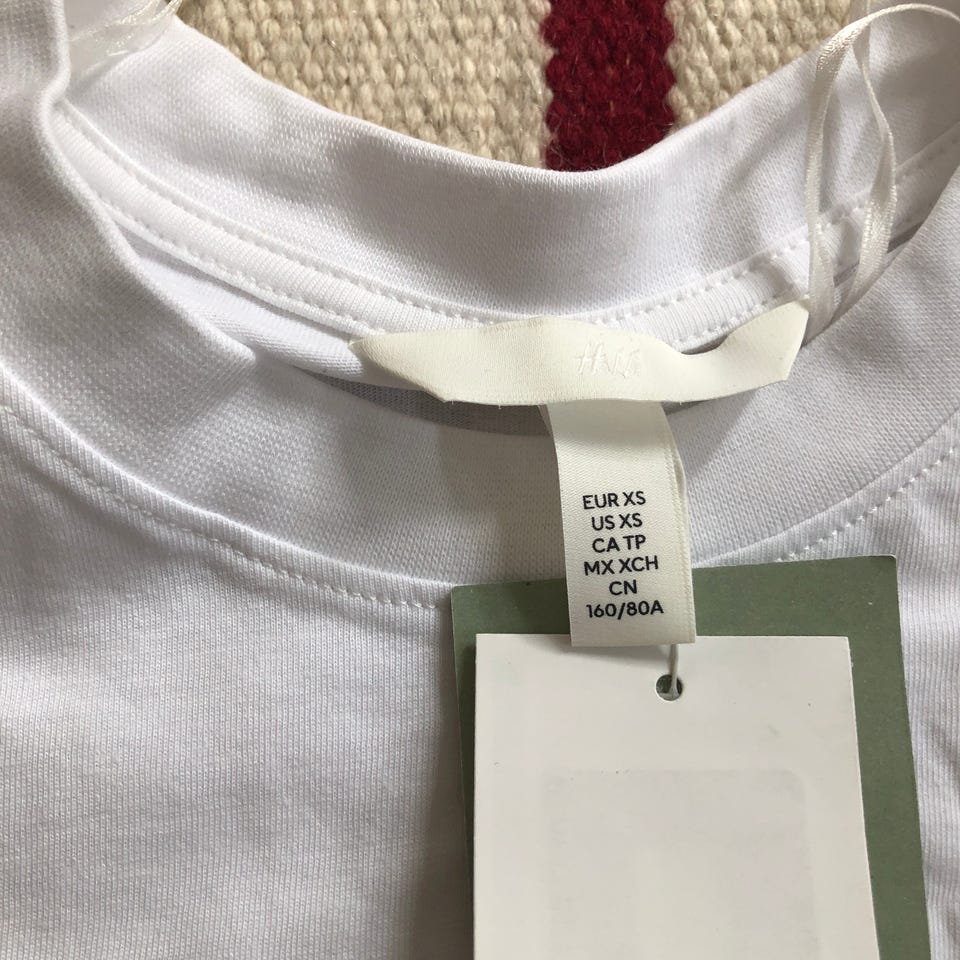 H&M
EUR XS
US XS
CA TP
MX XCH
CN
160/80A